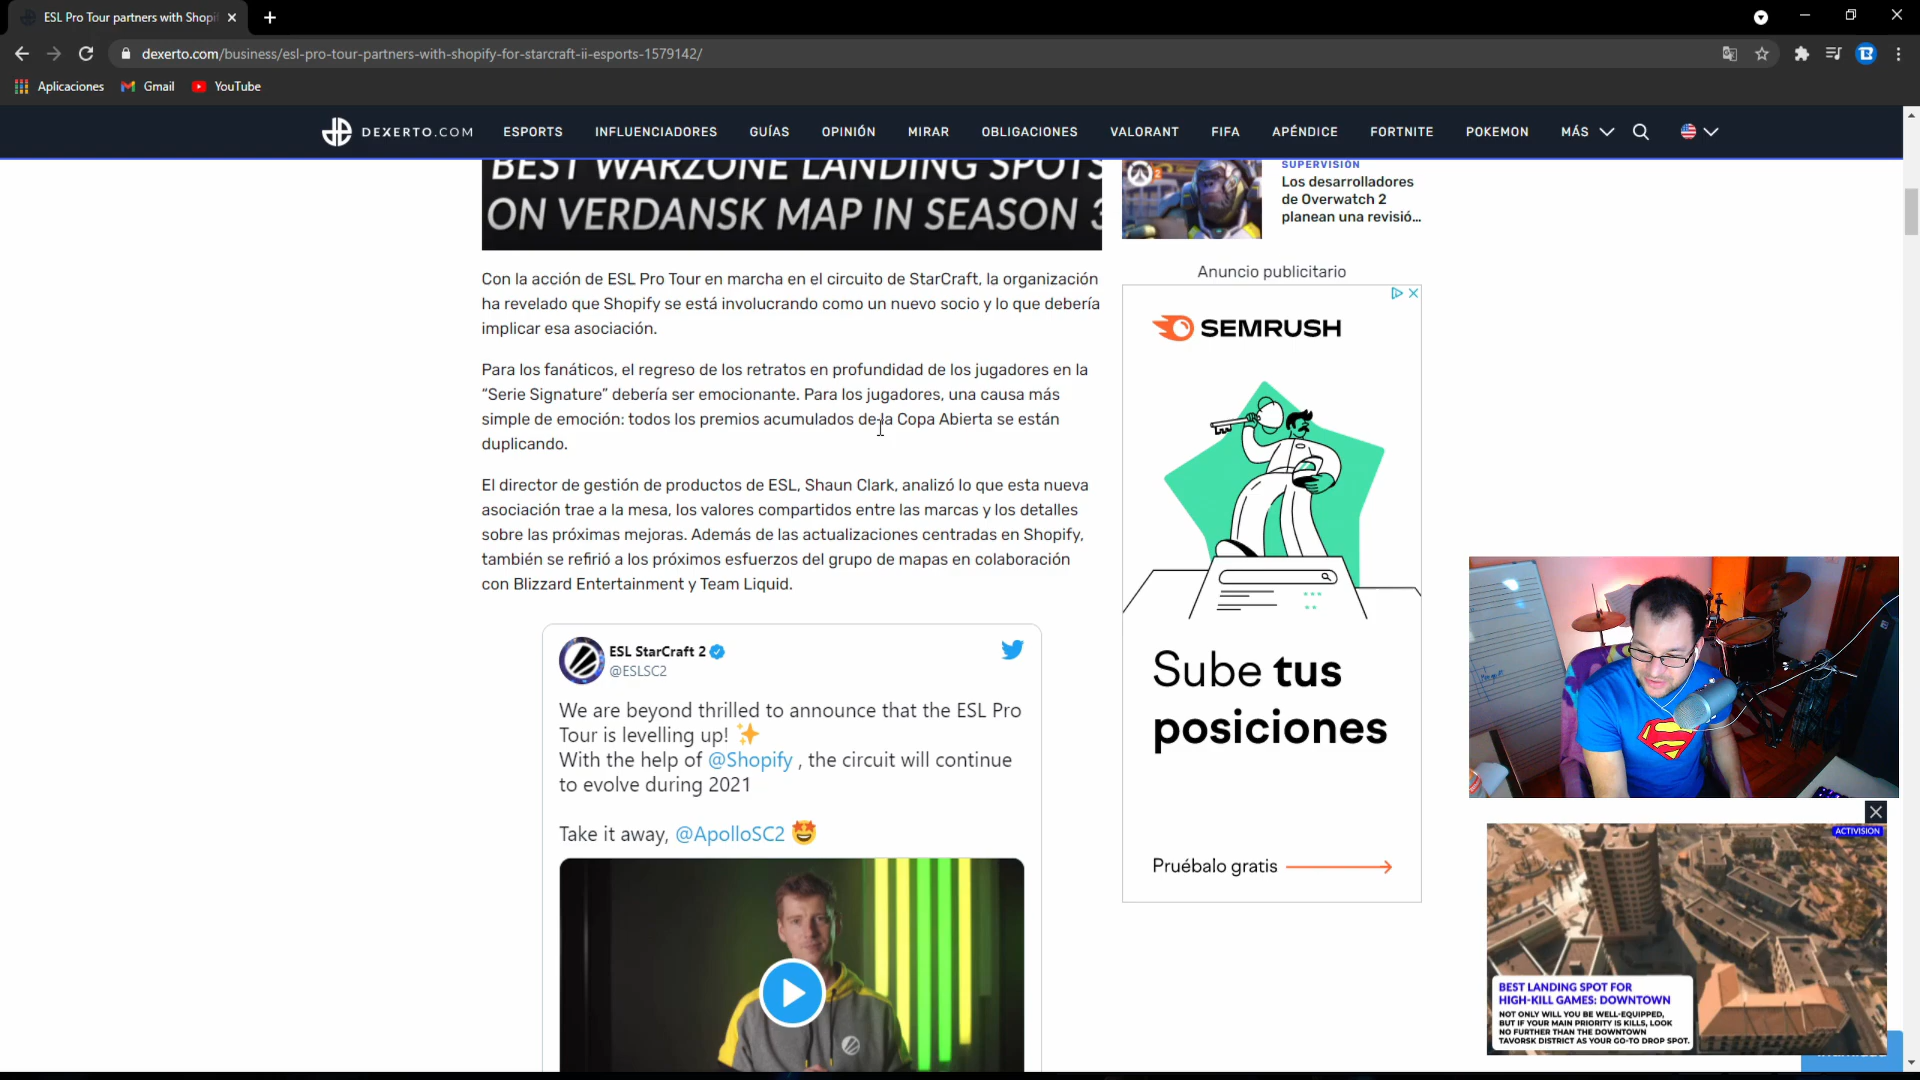 ESL Pro Tour partners with Shopi
dexerto.com/business/esl-pro-tour-partners-with-shopify-for-starcraft-ii-esports-1579142/
Aplicaciones
Gmail
YouTube
DEXERTO.COM
ESPORTS
INFLUENCIADORES
GUÍAS
OPINIÓN
MIRAR
OBLIGACIONES
VALORANT
FIFA
APÉNDICE
FORTNITE
POKEMON
MÁS
BEST WARZONE LANDING SPOTS
ON VERDANSK MAP IN SEASON 3
SUPERVISIÓN
Los desarrolladores
de Overwatch 2
planean una revisió...
Con la acción de ESL Pro Tour en marcha en el circuito de StarCraft, la organización
ha revelado que Shopify se está involucrando como un nuevo socio y lo que debería
implicar esa asociación.
Para los fanáticos, el regreso de los retratos en profundidad de los jugadores en la
“Serie Signature” debería ser emocionante. Para los jugadores, una causa más
simple de emoción: todos los premios acumulados de la Copa Abierta se están
duplicando.
El director de gestión de productos de ESL, Shaun Clark, analizó lo que esta nueva
asociación trae a la mesa, los valores compartidos entre las marcas y los detalles
sobre las próximas mejoras. Además de las actualizaciones centradas en Shopify,
también se refirió a los próximos esfuerzos del grupo de mapas en colaboración
con Blizzard Entertainment y Team Liquid.
ESL StarCraft 2
@ESLSC2
We are beyond thrilled to announce that the ESL Pro
Tour is levelling up! ✨
With the help of @Shopify , the circuit will continue
to evolve during 2021
Take it away, @ApolloSC2 🤩
Anuncio publicitario
SEMRUSH
Sube tus
posiciones
Pruébalo gratis
ACTIVISION
BEST LANDING SPOT FOR
HIGH-KILL GAMES: DOWNTOWN
NOT ONLY WILL YOU BE WELL-EQUIPPED,
BUT IF YOUR MAIN PRIORITY IS KILLS, LOOK
NO FURTHER THAN THE DOWNTOWN
TAVORSK DISTRICT AS YOUR GO-TO DROP SPOT.